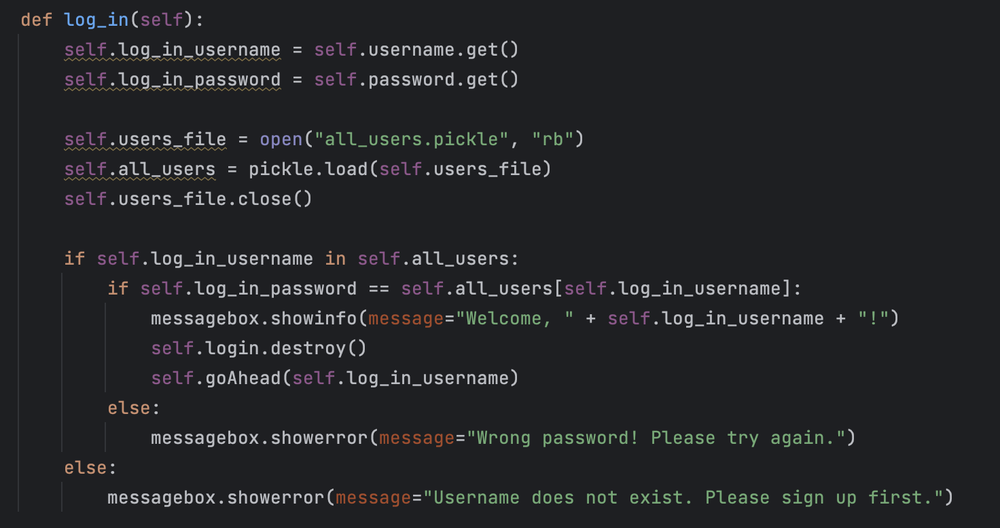 def log_in(self):
    self.log_in_username = self.username.get()
    self.log_in_password = self.password.get()

    self.users_file = open("all_users.pickle", "rb")
    self.all_users = pickle.load(self.users_file)
    self.users_file.close()

    if self.log_in_username in self.all_users:
        if self.log_in_password == self.all_users[self.log_in_username]:
            messagebox.showinfo(message="Welcome, " + self.log_in_username + "!")
            self.login.destroy()
            self.goAhead(self.log_in_username)
        else:
            messagebox.showerror(message="Wrong password! Please try again.")
    else:
        messagebox.showerror(message="Username does not exist. Please sign up first.")